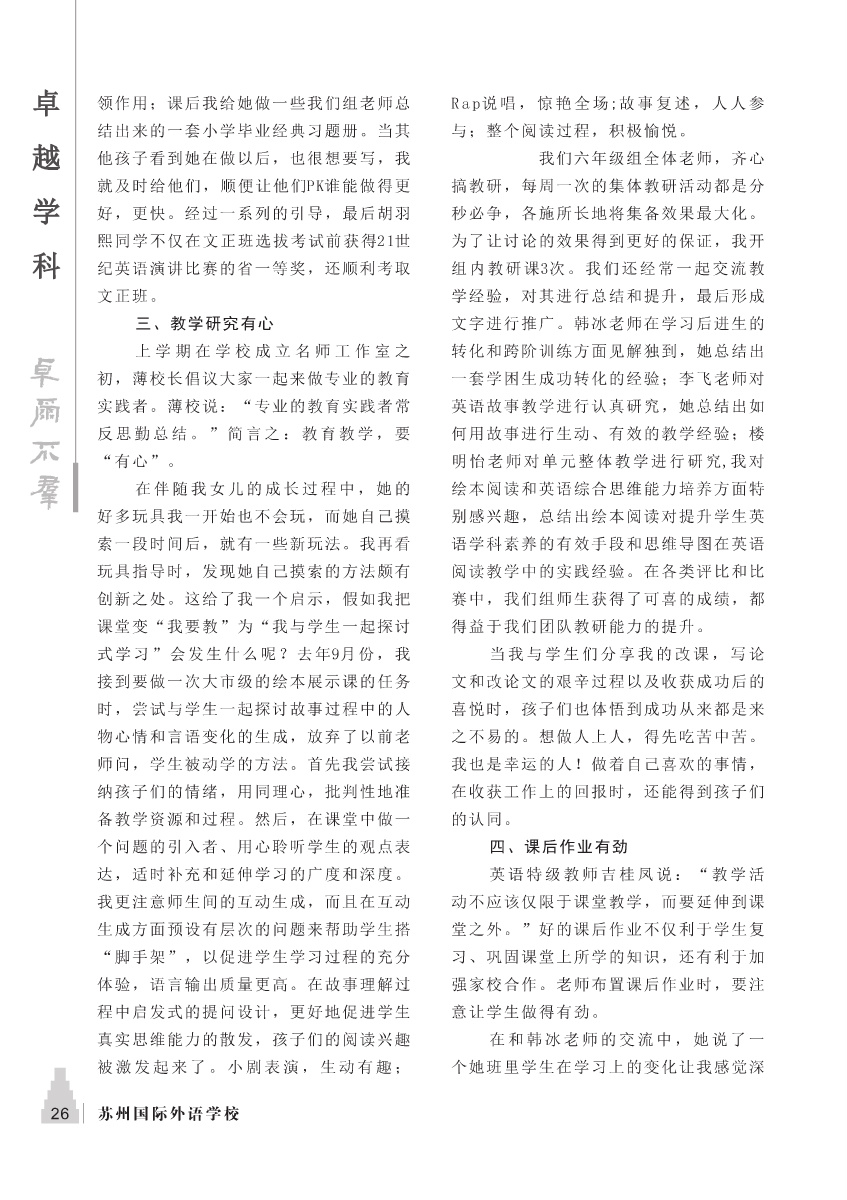 卓越学科
卓尔不群
领作用；课后我给她做一些我们组老师总
结出来的一套小学毕业经典习题册。当其
他孩子看到她在做以后，也很想要写，我
就及时给他们，顺便让他们PK谁能做得更
好，更快。经过一系列的引导，最后胡羽
熙同学不仅在文正班选拔考试前获得21世
纪英语演讲比赛的省一等奖，还顺利考取
文正班。
三、教学研究有心
上学期在学校成立名师工作室之
初，薄校长倡议大家一起来做专业的教育
实践者。薄校说：“专业的教育实践者常
反思勤总结。”简言之：教育教学，要
“有心”。
在伴随我女儿的成长过程中，她的
好多玩具我一开始也不会玩，而她自己摸
索一段时间后，就有一些新玩法。我再看
玩具指导时，发现她自己摸索的方法颇有
创新之处。这给了我一个启示，假如我把
课堂变“我要教”为“我与学生一起探讨
式学习”会发生什么呢？去年9月份，我
接到要做一次大市级的绘本展示课的任务
时，尝试与学生一起探讨故事过程中的人
物心情和言语变化的生成，放弃了以前老
师问，学生被动学的方法。首先我尝试接
纳孩子们的情绪，用同理心，批判性地准
备教学资源和过程。然后，在课堂中做一
个问题的引入者、用心聆听学生的观点表
达，适时补充和延伸学习的广度和深度。
我更注意师生间的互动生成，而且在互动
生成方面预设有层次的问题来帮助学生搭
“脚手架”，以促进学生学习过程的充分
体验，语言输出质量更高。在故事理解过
程中启发式的提问设计，更好地促进学生
真实思维能力的散发，孩子们的阅读兴趣
被激发起来了。小剧表演，生动有趣；
Rap说唱，惊艳全场;故事复述，人人参
与；整个阅读过程，积极愉悦。
我们六年级组全体老师，齐心
搞教研，每周一次的集体教研活动都是分
秒必争，各施所长地将集备效果最大化。
为了让讨论的效果得到更好的保证，我开
组内教研课3次。我们还经常一起交流教
学经验，对其进行总结和提升，最后形成
文字进行推广。韩冰老师在学习后进生的
转化和跨阶训练方面见解独到，她总结出
一套学困生成功转化的经验；李飞老师对
英语故事教学进行认真研究，她总结出如
何用故事进行生动、有效的教学经验；楼
明怡老师对单元整体教学进行研究,我对
绘本阅读和英语综合思维能力培养方面特
别感兴趣，总结出绘本阅读对提升学生英
语学科素养的有效手段和思维导图在英语
阅读教学中的实践经验。在各类评比和比
赛中，我们组师生获得了可喜的成绩，都
得益于我们团队教研能力的提升。
当我与学生们分享我的改课，写论
文和改论文的艰辛过程以及收获成功后的
喜悦时，孩子们也体悟到成功从来都是来
之不易的。想做人上人，得先吃苦中苦。
我也是幸运的人！做着自己喜欢的事情，
在收获工作上的回报时，还能得到孩子们
的认同。
四、课后作业有劲
英语特级教师吉桂凤说：“教学活
动不应该仅限于课堂教学，而要延伸到课
堂之外。”好的课后作业不仅利于学生复
习、巩固课堂上所学的知识，还有利于加
强家校合作。老师布置课后作业时，要注
意让学生做得有劲。
在和韩冰老师的交流中，她说了一
个她班里学生在学习上的变化让我感觉深
26 苏州国际外语学校